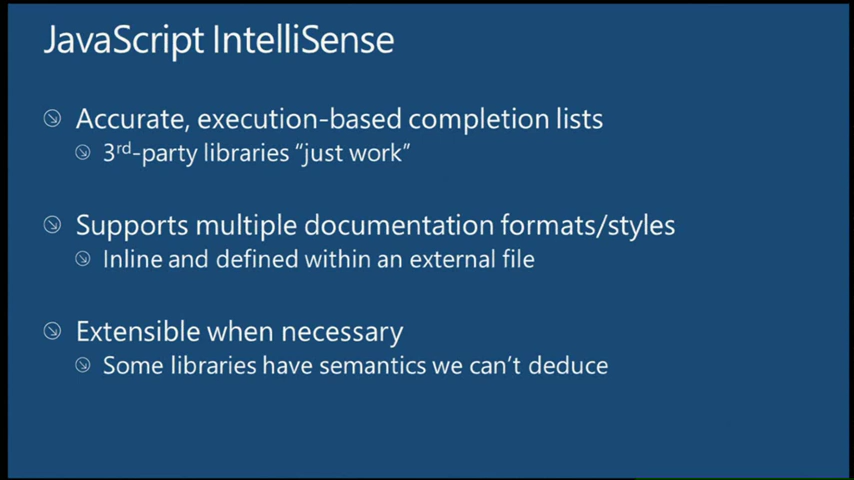 JavaScript IntelliSense
Accurate, execution-based completion lists
3rd-party libraries “just work”
Supports multiple documentation formats/styles
Inline and defined within an external file
Extensible when necessary
Some libraries have semantics we can’t deduce